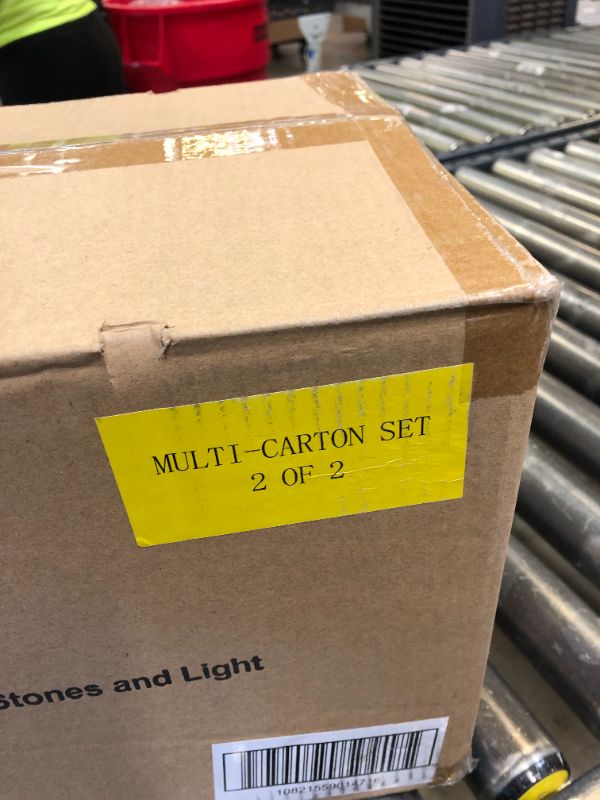 MULTI-CARTON SET
2 OF 2
Stones and Light